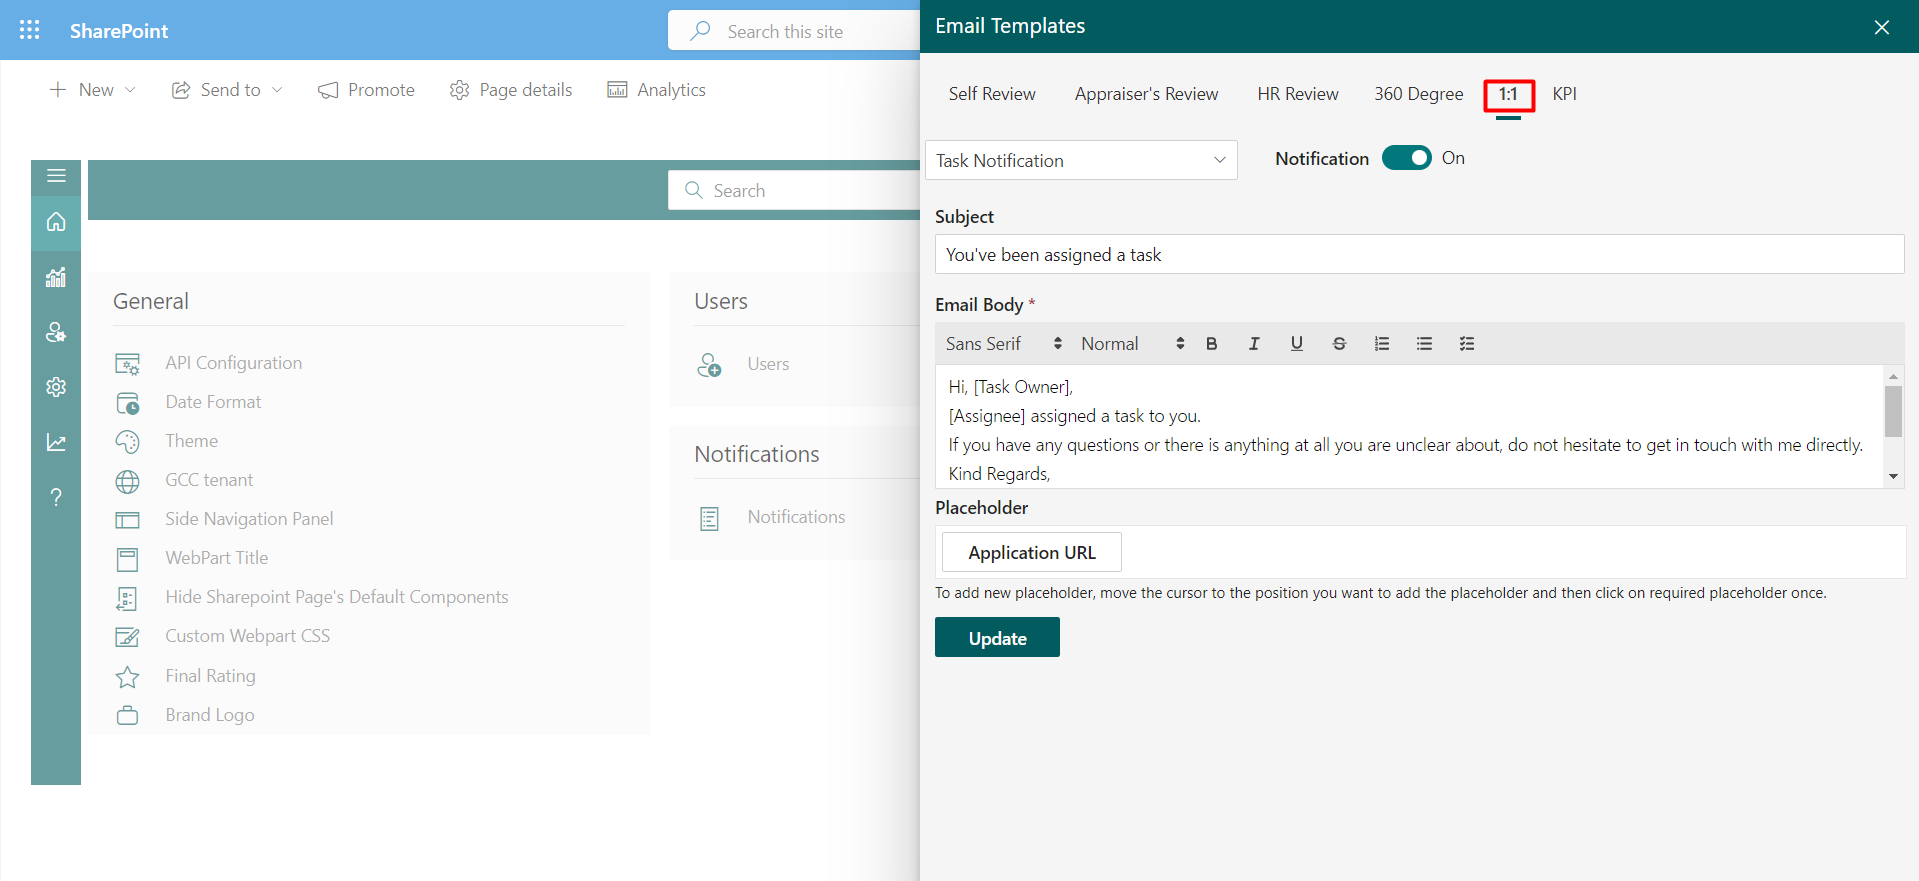 SharePoint
Search this site
New
Send to
Promote
Page details
Analytics
Search
General
API Configuration
Date Format
Theme
GCC tenant
Side Navigation Panel
WebPart Title
Hide Sharepoint Page's Default Components
Custom Webpart CSS
Final Rating
Brand Logo
Users
Users
Notifications
Notifications
Email Templates
Self Review
Appraiser's Review
HR Review
360 Degree
1:1
KPI
Task Notification
Notification
On
Subject
You've been assigned a task
Email Body *
Sans Serif
Normal
B
I
U
S
Hi, [Task Owner],
[Assignee] assigned a task to you.
If you have any questions or there is anything at all you are unclear about, do not hesitate to get in touch with me directly.
Kind Regards,
Placeholder
Application URL
To add new placeholder, move the cursor to the position you want to add the placeholder and then click on required placeholder once.
Update